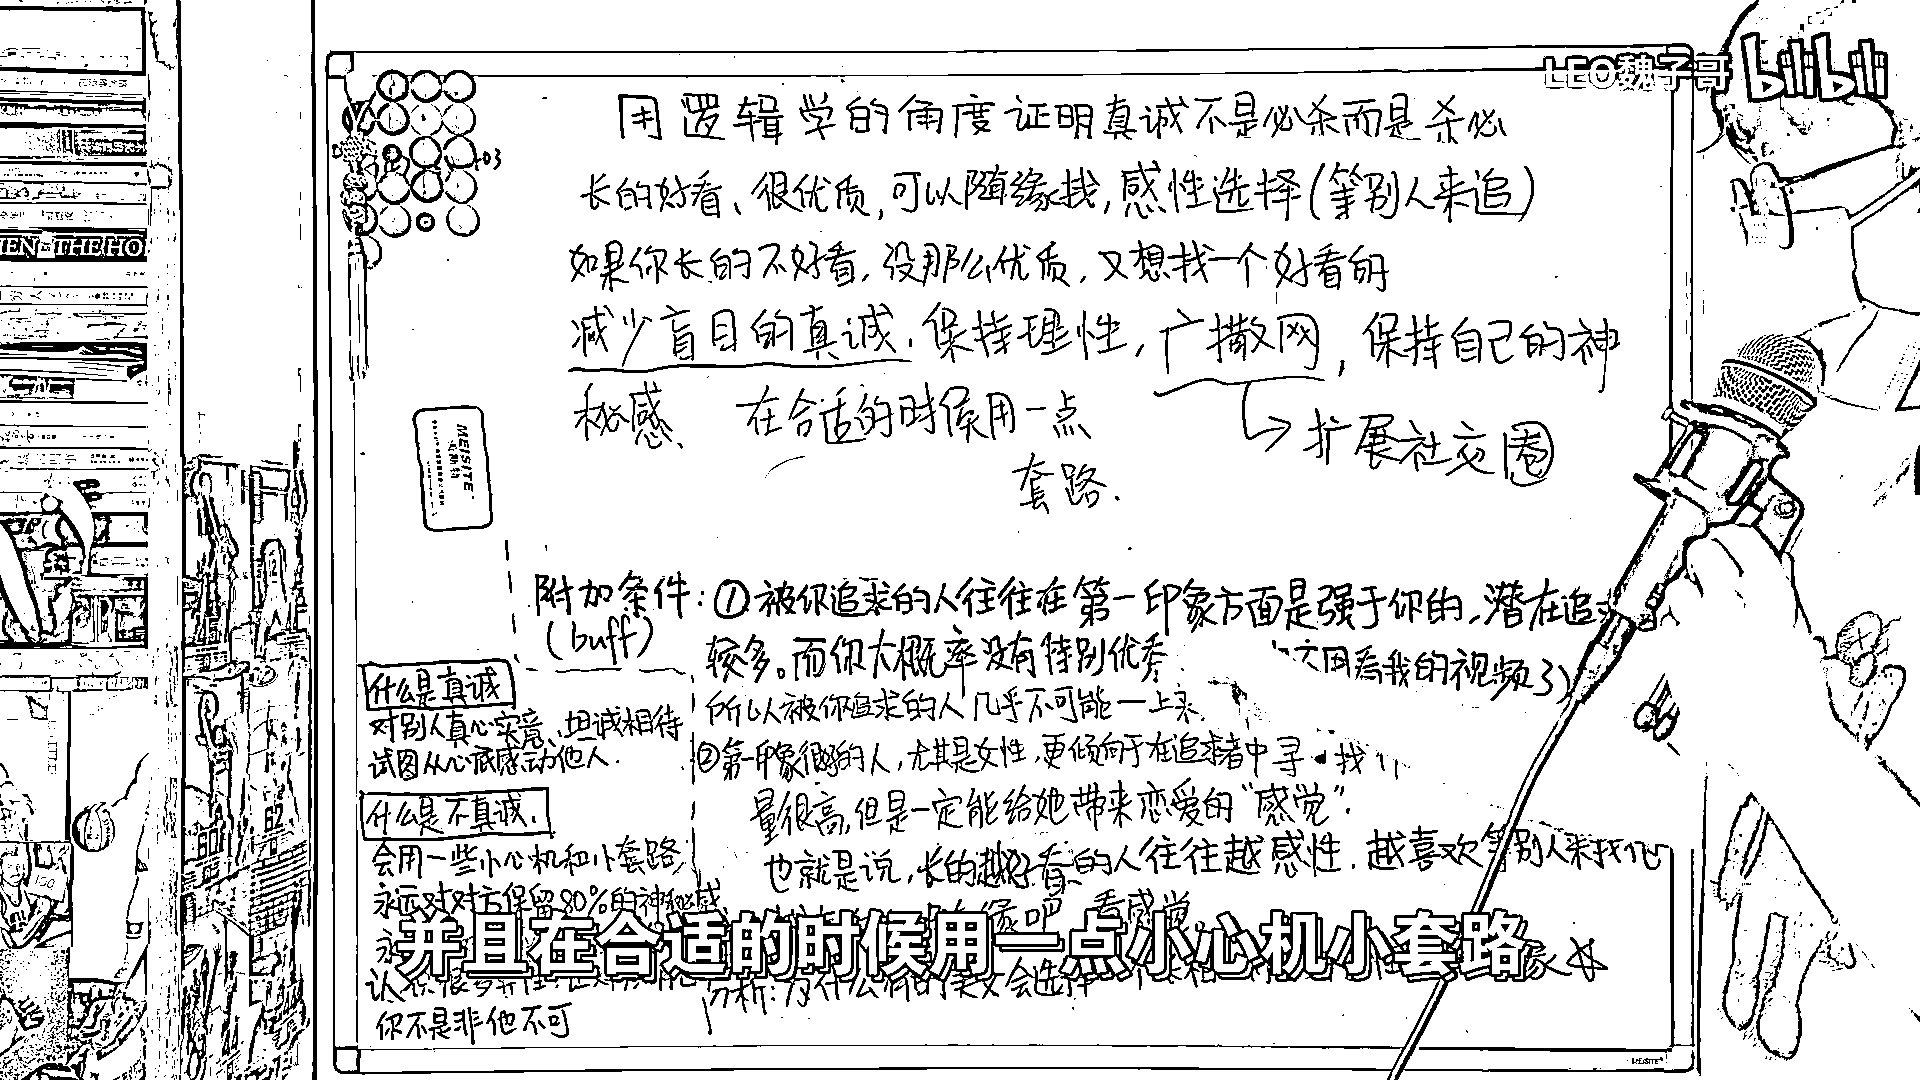 LEO魏子哥 bilibili
用逻辑学的角度证明真诚不是必杀而是杀必
长的好看、很优质,可以随缘找,感性选择(等别人来追)
如果你长的不好看,没那么优质,又想找一个好看的
减少盲目的真诚.保持理性,广撒网,保持自己的神
秘感、 在合适的时候用一点
套路.
→扩展社交圈
MEISITE
附加条件:①被你追求的人往往在第一印象方面是强于你的,潜在追
(buff)
较多。而你大概率没有特别优秀
看我的视频了)
所以被你追求的人几乎不可能一上来
②第一印象很好的人,尤其是女性,更倾向于在追求者中寻找
量很高,但是一定能给她带来恋爱的“感觉”.
也就是说,长的越好看的人往往越感性.越喜欢等别人来找他
缘吧 看感觉
分析:为什么有的美女会选择一个
什么是真诚
对别人真心实意、坦诚相待
试图从心底感动他人.
什么是不真诚.
会用一些小心机和小套路,
永远对对方保留80%的神秘感
你不是非他不可
并且在合适的时候用一点小心机小套路
EN THE HO
MEISITE